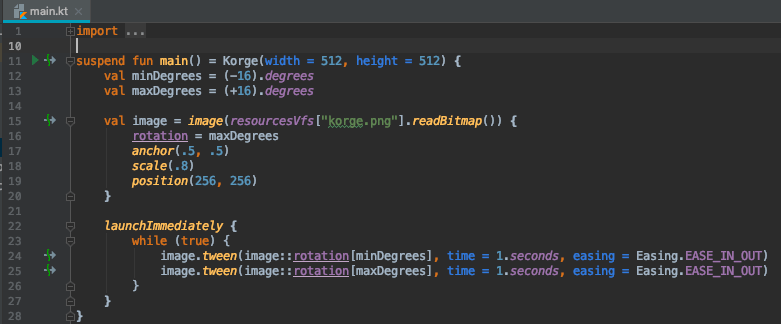 main.kt
1 import ...
10
11 suspend fun main() = Korge(width = 512, height = 512) {
12     val minDegrees = (-16).degrees
13     val maxDegrees = (+16).degrees
14
15     val image = image(resourcesVfs["korge.png"].readBitmap()) {
16         rotation = maxDegrees
17         anchor(.5, .5)
18         scale(.8)
19         position(256, 256)
20     }
21
22     launchImmediately {
23         while (true) {
24             image.tween(image::rotation[minDegrees], time = 1.seconds, easing = Easing.EASE_IN_OUT)
25             image.tween(image::rotation[maxDegrees], time = 1.seconds, easing = Easing.EASE_IN_OUT)
26         }
27     }
28 }